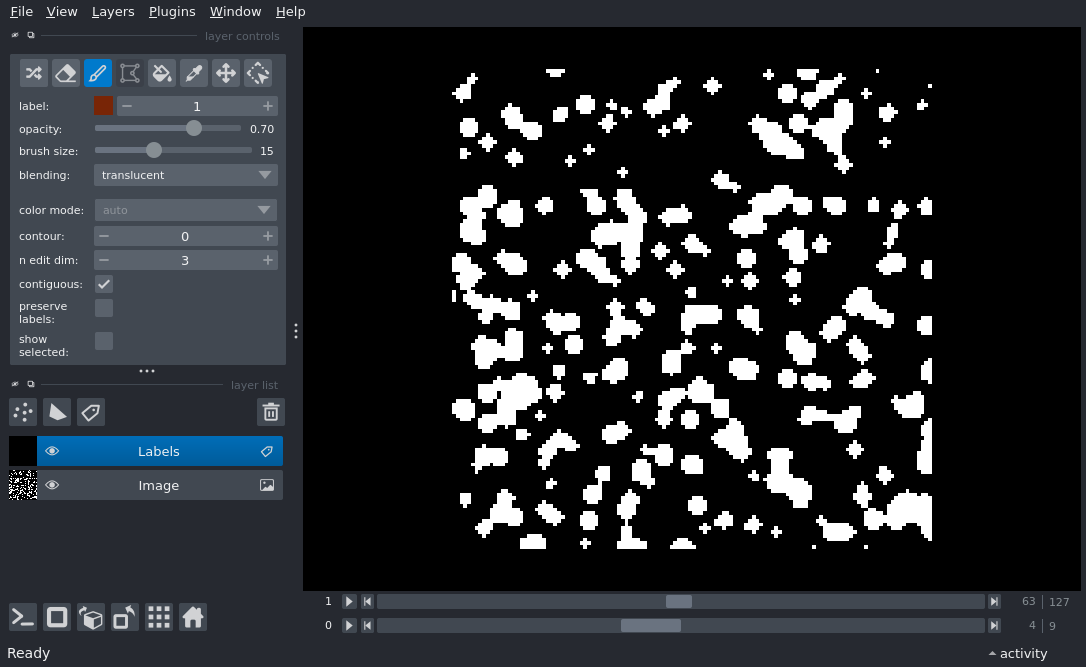 File View Layers Plugins Window Help
layer controls
label: 1
opacity: 0.70
brush size: 15
blending: translucent
color mode: auto
contour: 0
n edit dim: 3
contiguous:
preserve
labels:
show
selected:
layer list
Labels
Image
1 63 127
0 4 9
Ready activity